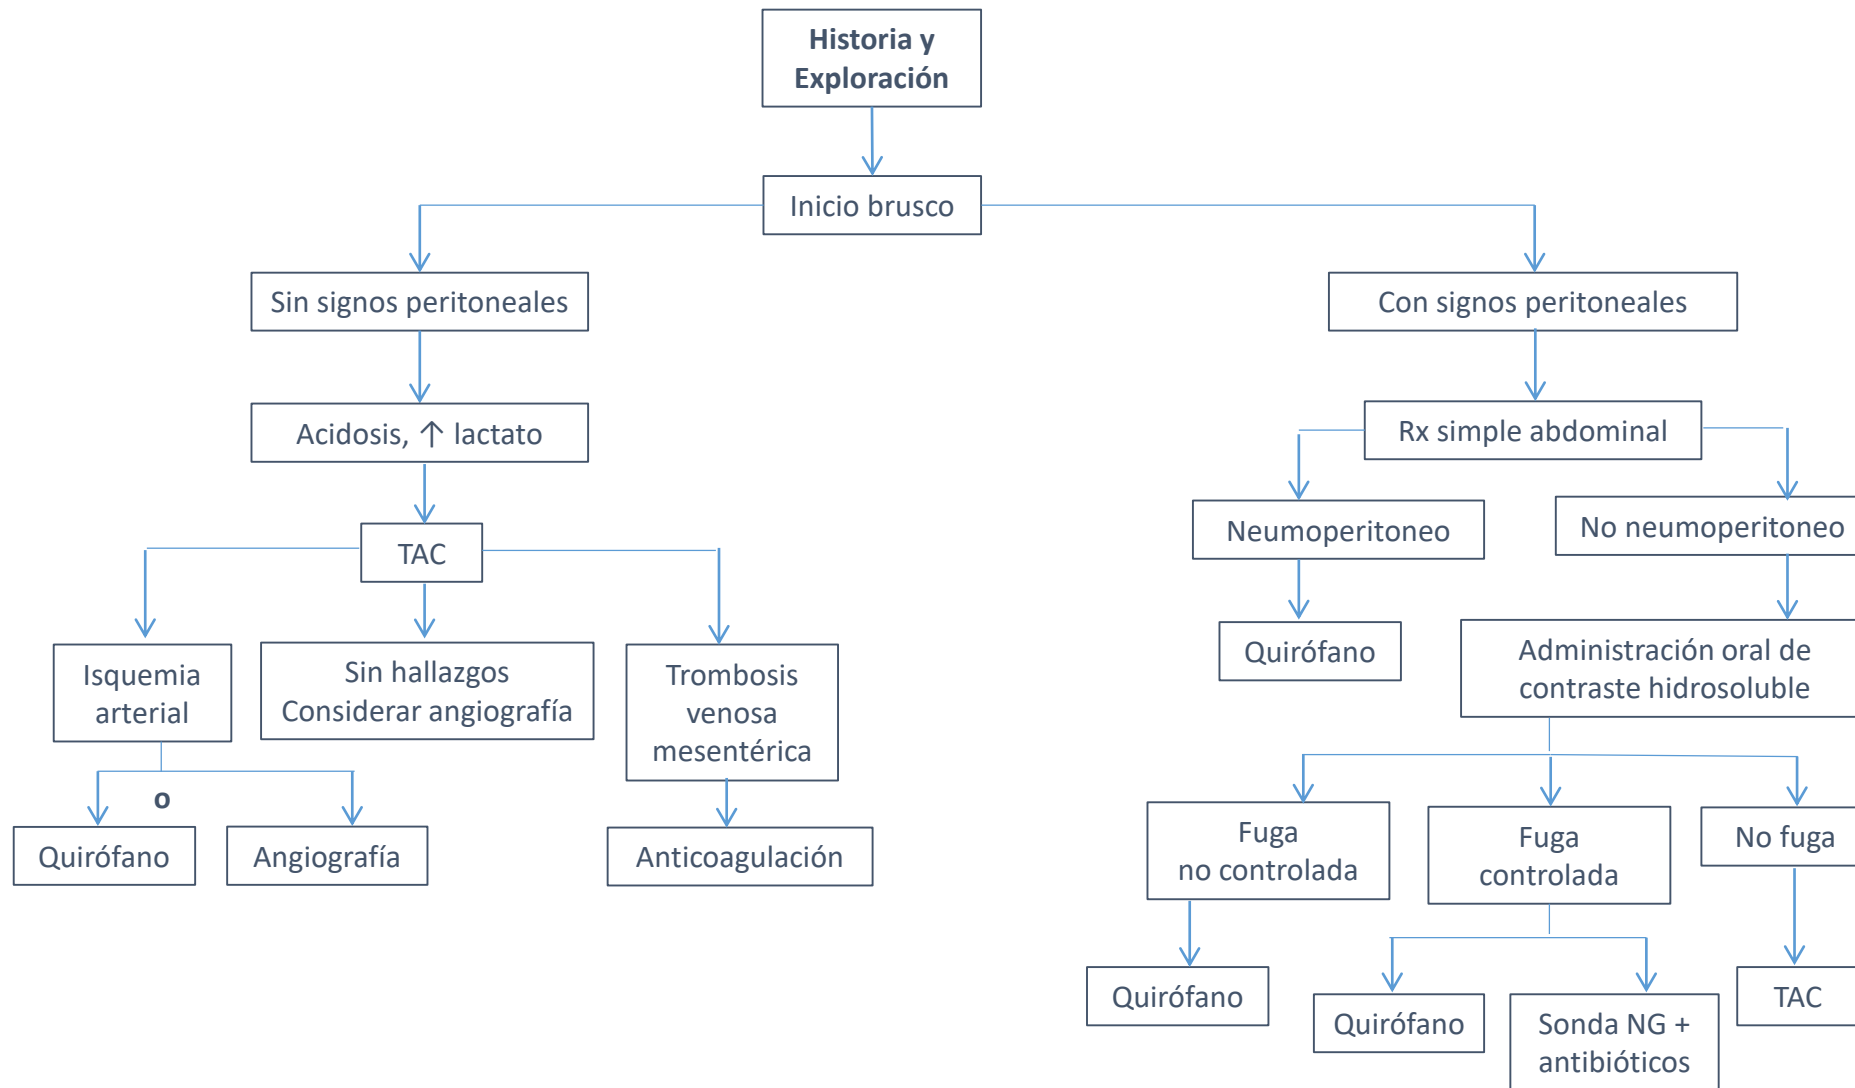 Historia y
Exploración
Inicio brusco
Sin signos peritoneales
Con signos peritoneales
Acidosis, ↑ lactato
Rx simple abdominal
TAC
Neumoperitoneo
No neumoperitoneo
Isquemia
arterial
Sin hallazgos
Considerar angiografía
Trombosis
venosa
mesentérica
Quirófano
Administración oral de
contraste hidrosoluble
o
Quirófano
Angiografía
Anticoagulación
Fuga
no controlada
Fuga
controlada
No fuga
Quirófano
Quirófano
Sonda NG +
antibióticos
TAC